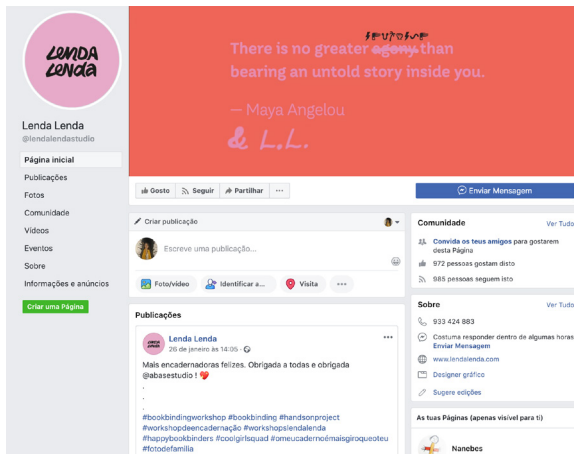 LENDA
LENDA
Lenda Lenda
@lendalendastudio
Página inicial
Publicações
Fotos
Comunidade
Vídeos
Eventos
Sobre
Informações e anúncios
Criar uma Página
There is no greater agony than
bearing an untold story inside you.
— Maya Angelou
& L.L.
Gosto
Seguir
Partilhar
Enviar Mensagem
Criar publicação
Escreve uma publicação...
Foto/vídeo
Identificar a...
Visita
Publicações
Lenda Lenda
26 de janeiro às 14:05
Mais encadernadoras felizes. Obrigada a todas e obrigada
@abasestudio !
.
.
.
#bookbindingworkshop #bookbinding #handsonproject
#workshopdeencadernação #workshopslendalenda
#happybookbinders #coolgirlsquad #omeucadernoémaisgiroqueoteu
#fotodefamilia
Comunidade
Ver Tudo
Convida os teus amigos para gostarem
desta Página
972 pessoas gostam disto
985 pessoas seguem isto
Sobre
Ver Tudo
933 424 883
Costuma responder dentro de algumas horas
Enviar Mensagem
www.lendalenda.com
Designer gráfico
Sugere edições
As tuas Páginas (apenas visível para ti)
Nanebes